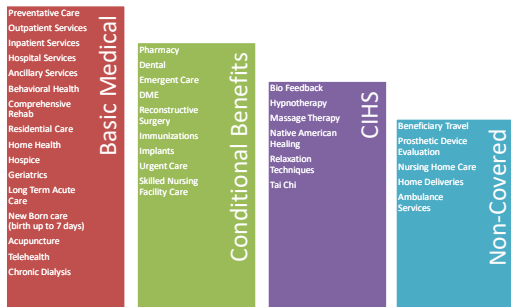 Preventative Care
Outpatient Services
Inpatient Services
Hospital Services
Ancillary Services
Behavioral Health
Comprehensive
Rehab
Residential Care
Home Health
Hospice
Geriatrics
Long Term Acute
Care
New Born care
(birth up to 7 days)
Acupuncture
Telehealth
Chronic Dialysis
Basic Medical
Pharmacy
Dental
Emergent Care
DME
Reconstructive
Surgery
Immunizations
Implants
Urgent Care
Skilled Nursing
Facility Care
Conditional Benefits
Bio Feedback
Hypnotherapy
Massage Therapy
Native American
Healing
Relaxation
Techniques
Tai Chi
CIHS
Beneficiary Travel
Prosthetic Device
Evaluation
Nursing Home Care
Home Deliveries
Ambulance
Services
Non-Covered